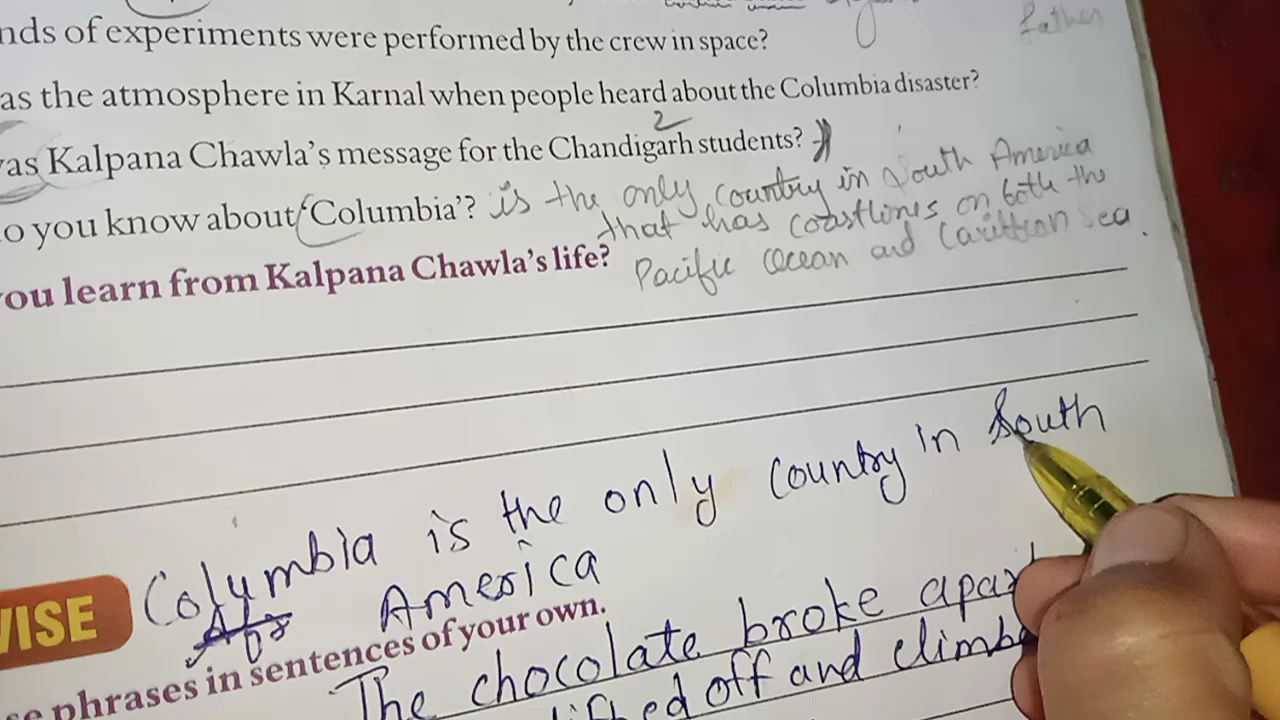 father
nds of experiments were performed by the crew in space?
as the atmosphere in Karnal when people heard about the Columbia disaster?
2
as Kalpana Chawla's message for the Chandigarh students?
o you know about 'Columbia'? is the only country in South America
that has coastlines on both the
ou learn from Kalpana Chawla's life? Pacific Ocean and Caribbean Sea.
Columbia is the only country in South
America
VISE
se phrases in sentences of your own.
The chocolate broke apart
lifted off and climbe